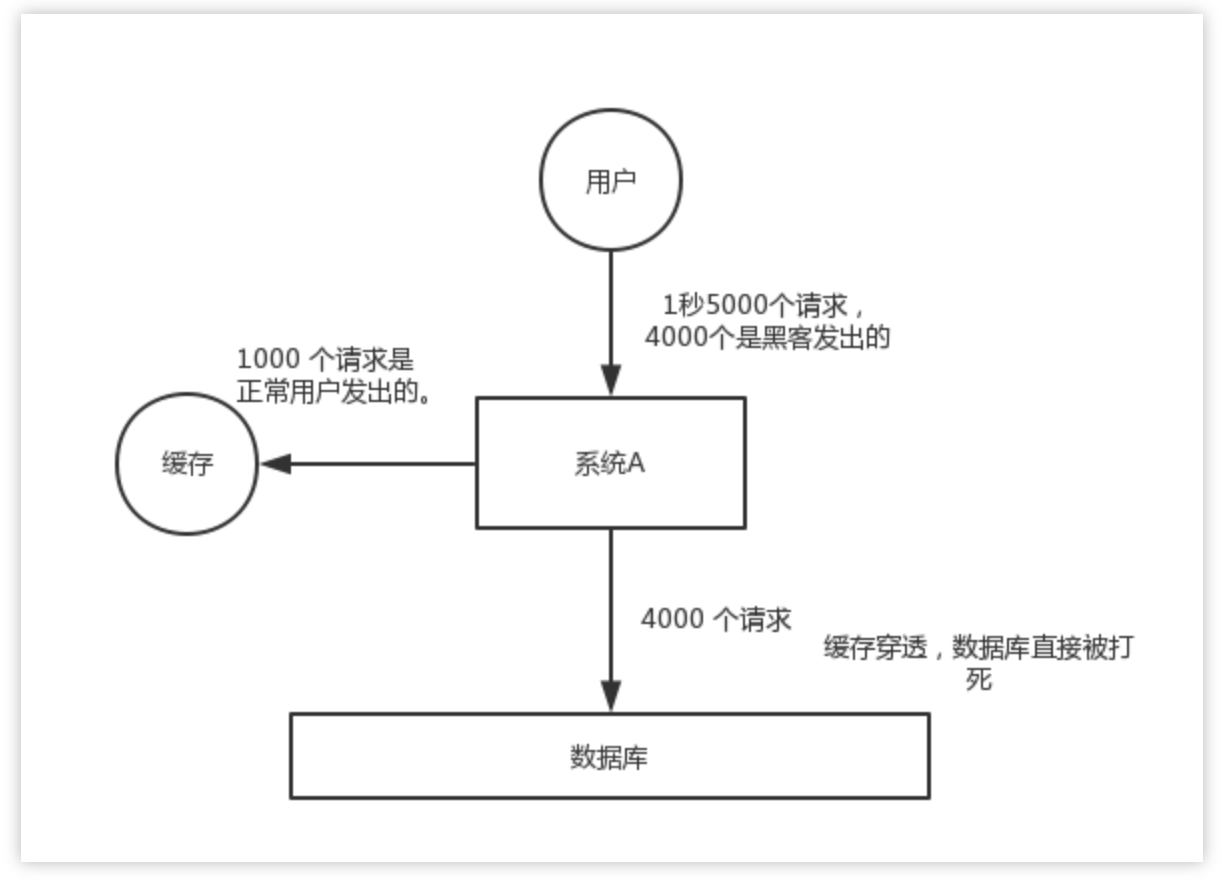 用户
1秒5000个请求，
4000个是黑客发出的
1000 个请求是
正常用户发出的。
缓存
系统A
4000 个请求
缓存穿透，数据库直接被打
死
数据库